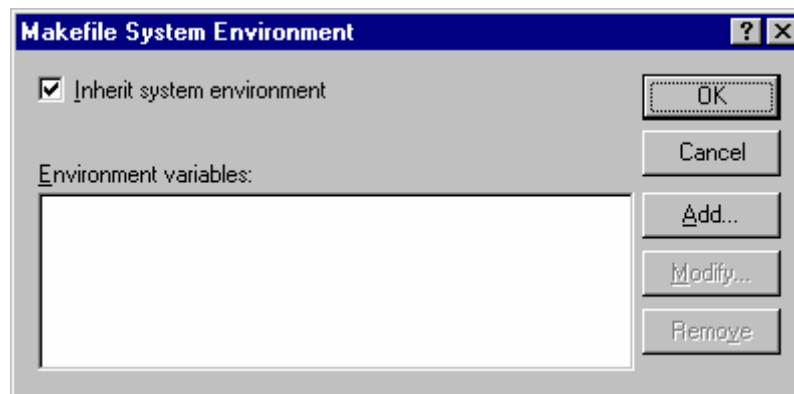 Makefile System Environment
Inherit system environment
OK
Cancel
Environment variables:
Add...
Modify...
Remove